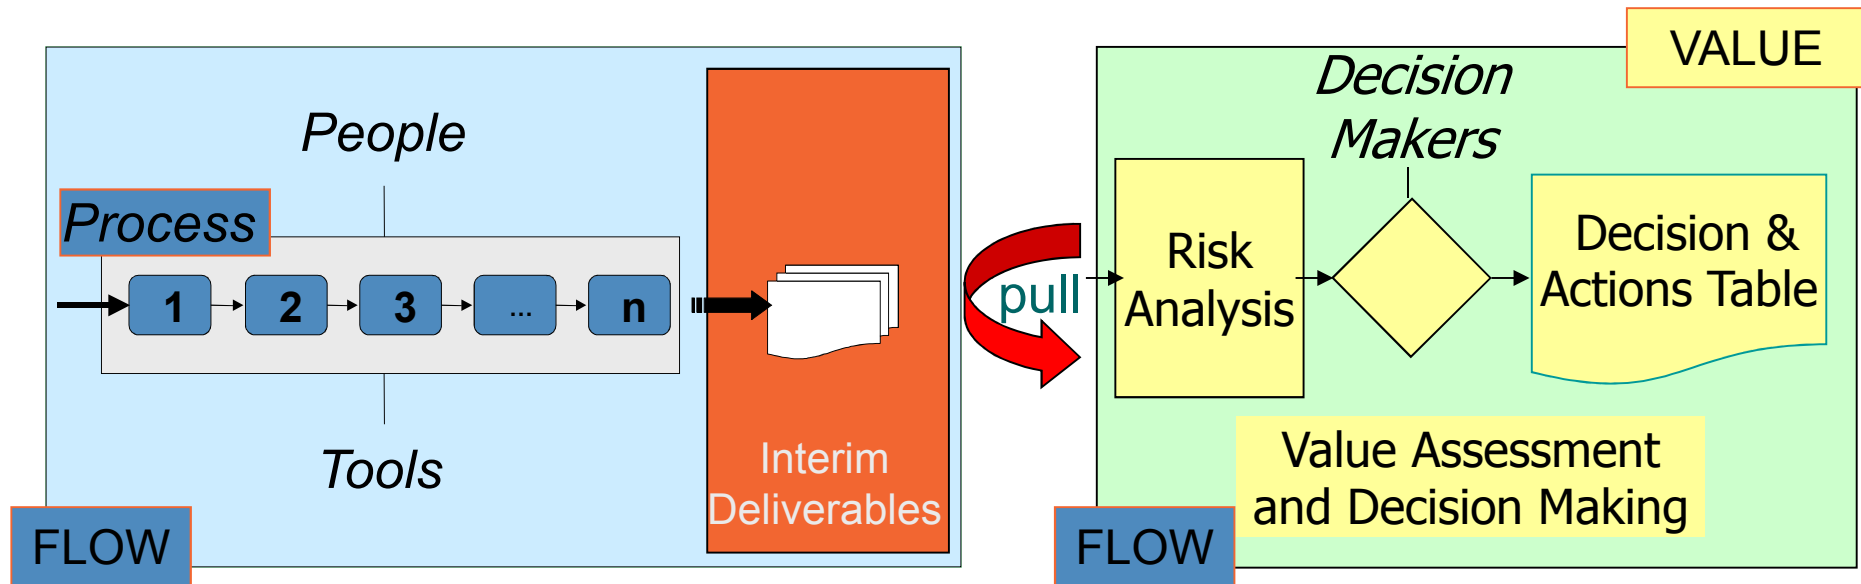 People
Process
1 2 3 ... n
Tools
FLOW
Interim
Deliverables
pull
VALUE
Decision
Makers
Risk
Analysis
Decision &
Actions Table
Value Assessment
and Decision Making
FLOW